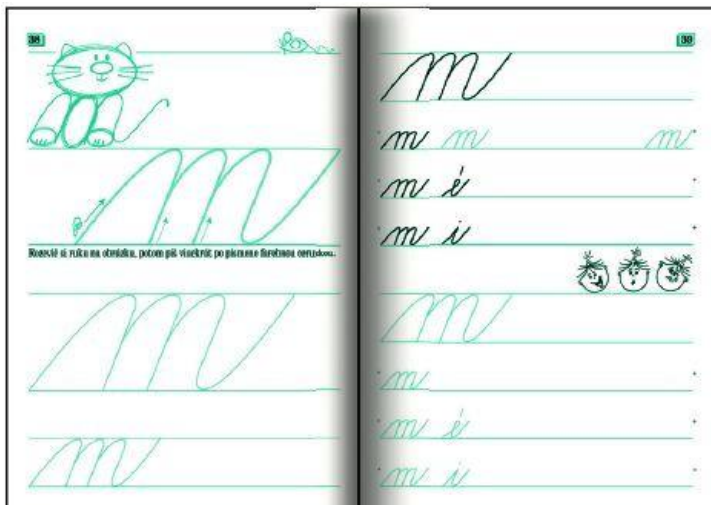 38
m
Rozcvič si ruku na obrázku, potom píš viackrát po písmene farebnou ceruzkou.
m
m
39
m
m m m
m é
m i
m
m
m é
m i